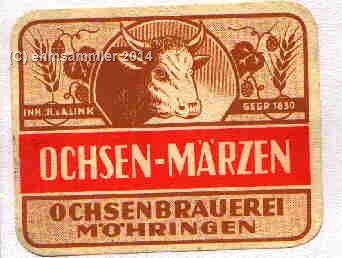 (C) ehmsammler 2014
INH. H. & A. LINK GEGR. 1830
OCHSEN-MÄRZEN
OCHSENBRAUEREI
MÖHRINGEN